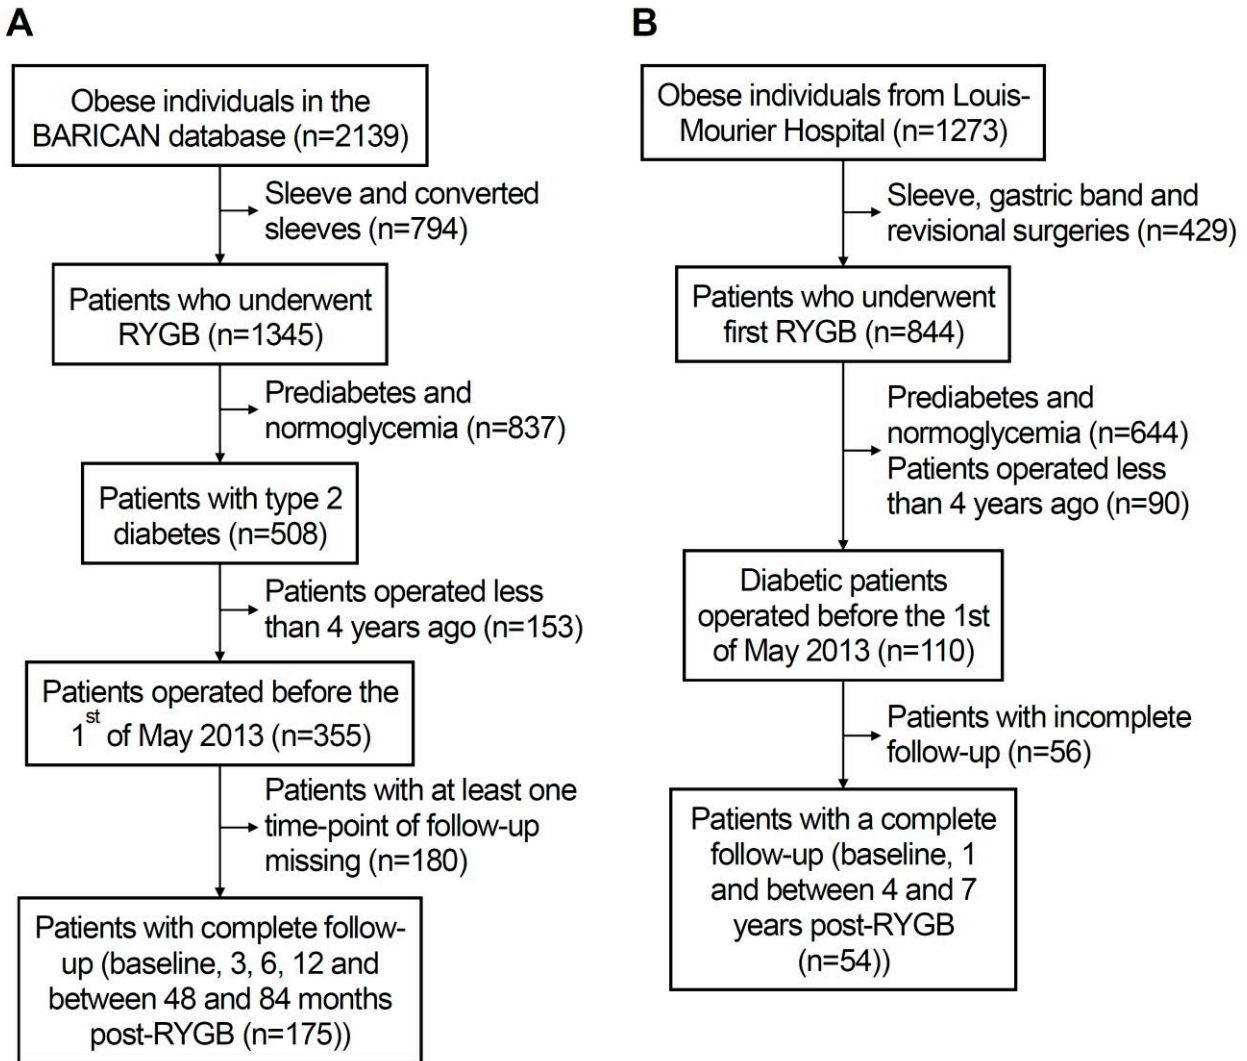 A
Obese individuals in the
BARICAN database (n=2139)
Sleeve and converted
sleeves (n=794)
Patients who underwent
RYGB (n=1345)
Prediabetes and
normoglycemia (n=837)
Patients with type 2
diabetes (n=508)
Patients operated less
than 4 years ago (n=153)
Patients operated before the
1st of May 2013 (n=355)
Patients with at least one
time-point of follow-up
missing (n=180)
Patients with complete follow-
up (baseline, 3, 6, 12 and
between 48 and 84 months
post-RYGB (n=175))
B
Obese individuals from Louis-
Mourier Hospital (n=1273)
Sleeve, gastric band and
revisional surgeries (n=429)
Patients who underwent
first RYGB (n=844)
Prediabetes and
normoglycemia (n=644)
Patients operated less
than 4 years ago (n=90)
Diabetic patients
operated before the 1st
of May 2013 (n=110)
Patients with incomplete
follow-up (n=56)
Patients with a complete
follow-up (baseline, 1
and between 4 and 7
years post-RYGB
(n=54))